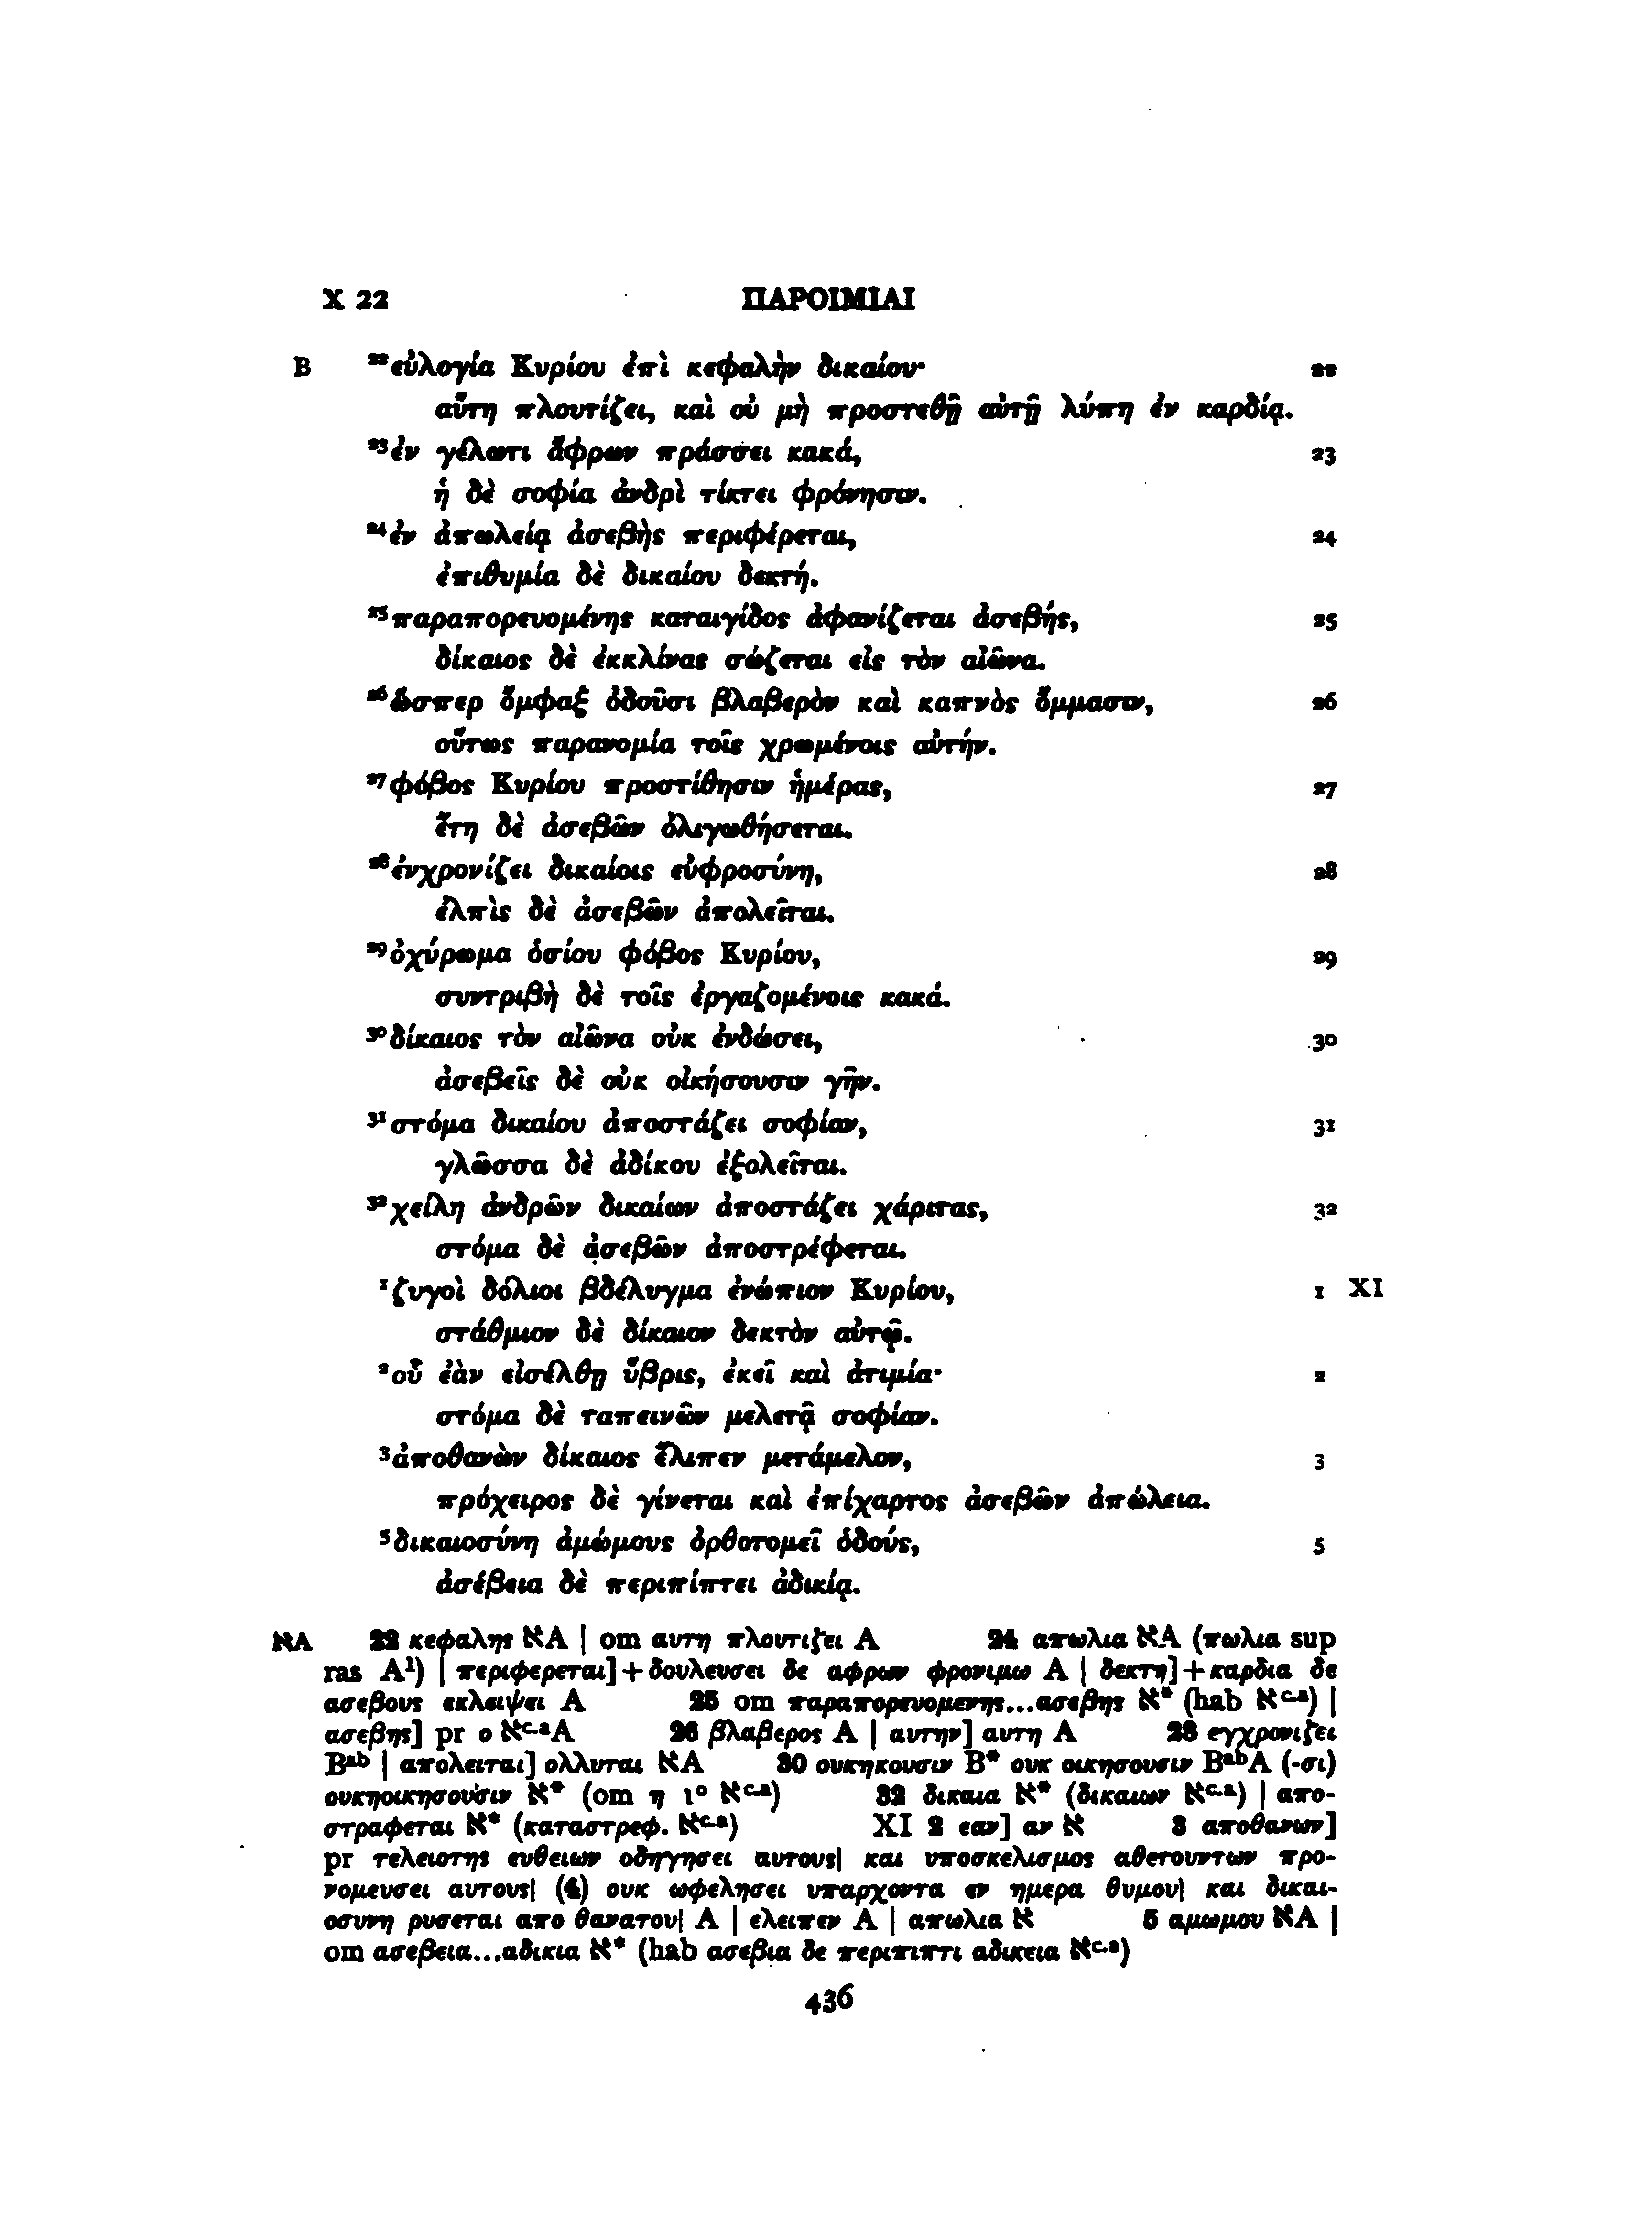 X 22 ΠΑΡΟΙΜΙΑΙ
B ²²εὐλογία Κυρίου ἐπὶ κεφαλὴν δικαίου· 22
αὕτη πλουτίζει, καὶ οὐ μὴ προστεθῇ αὐτῇ λύπη ἐν καρδίᾳ.
²³ἐν γέλωτι ἄφρων πράσσει κακά, 23
ἡ δὲ σοφία ἀνδρὶ τίκτει φρόνησιν.
²⁴ἐν ἀπωλείᾳ ἀσεβὴς περιφέρεται, 24
ἐπιθυμία δὲ δικαίου δεκτή.
²⁵παραπορευομένης καταιγίδος ἀφανίζεται ἀσεβής, 25
δίκαιος δὲ ἐκκλίνας σώζεται εἰς τὸν αἰῶνα.
²⁶ὥσπερ ὄμφαξ ὀδοῦσι βλαβερὸν καὶ καπνὸς ὄμμασιν, 26
οὕτως παρανομία τοῖς χρωμένοις αὐτήν.
²⁷φόβος Κυρίου προστίθησιν ἡμέρας, 27
ἔτη δὲ ἀσεβῶν ὀλιγωθήσεται.
²⁸ἐνχρονίζει δικαίοις εὐφροσύνη, 28
ἐλπὶς δὲ ἀσεβῶν ἀπολεῖται.
²⁹ὀχύρωμα ὁσίου φόβος Κυρίου, 29
συντριβὴ δὲ τοῖς ἐργαζομένοις κακά.
³⁰δίκαιος τὸν αἰῶνα οὐκ ἐνδώσει, 30
ἀσεβεῖς δὲ οὐκ οἰκήσουσιν γῆν.
³¹στόμα δικαίου ἀποστάζει σοφίαν, 31
γλῶσσα δὲ ἀδίκου ἐξολεῖται.
³²χείλη ἀνδρῶν δικαίων ἀποστάζει χάριτας, 32
στόμα δὲ ἀσεβῶν ἀποστρέφεται.
¹ζυγοὶ δόλιοι βδέλυγμα ἐνώπιον Κυρίου, 1 XI
στάθμιον δὲ δίκαιον δεκτὸν αὐτῷ.
²οὗ ἐὰν εἰσέλθῃ ὕβρις, ἐκεῖ καὶ ἀτιμία· 2
στόμα δὲ ταπεινῶν μελετᾷ σοφίαν.
³ἀποθανὼν δίκαιος ἔλιπεν μετάμελον, 3
πρόχειρος δὲ γίνεται καὶ ἐπίχαρτος ἀσεβῶν ἀπώλεια.
⁵δικαιοσύνη ἀμώμους ὀρθοτομεῖ ὁδούς, 5
ἀσέβεια δὲ περιπίπτει ἀδικίᾳ.
אA 22 κεφαλης אA | om αυτη πλουτιζει A 24 απωλια אA (πωλια sup
ras A¹) | περιφερεται]+δουλευσει δε αφρων φρονιμω A | δεκτη]+καρδια δε
ασεβους εκλειψει A 25 om παραπορευομενης...ασεβης א* (hab א^c.a) |
ασεβης] pr ο א^c.a A 26 βλαβερος A | αυτην] αυτη A 28 εγχρονιζει
B^ab | απολειται] ολλυται אA 30 ουκηκουσιν B* ουκ οικησουσιν B^ab A (-σι)
ουκηοικησουσιν א* (om η 1° א^c.a) 32 δικαια א* (δικαιων א^c.a) | απο-
στραφεται א* (καταστρεφ. א^c.a) XI 2 εαν] αν א 3 αποθανων]
pr τελειοτης ευθειων οδηγησει αυτους| και υποσκελισμος αθετουντων προ-
νομευσει αυτους| (4) ουκ ωφελησει υπαρχοντα εν ημερα θυμου| και δικαι-
οσυνη ρυσεται απο θανατου| A | ελειπεν A | απωλια א 5 αμωμου אA |
om ασεβεια...αδικια א* (hab ασεβια δε περιπιπτι αδικεια א^c.a)
436